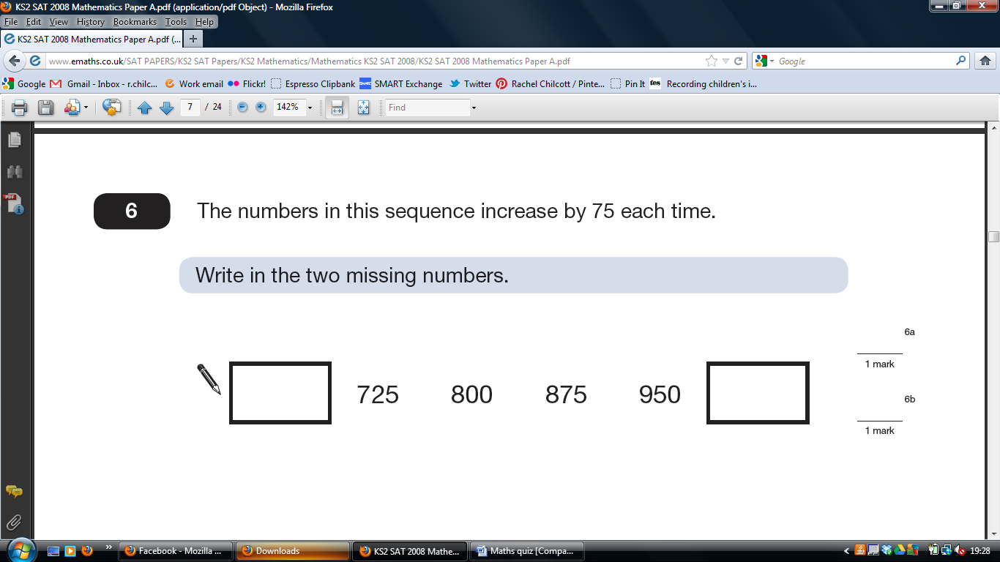 KS2 SAT 2008 Mathematics Paper A.pdf (application/pdf Object) - Mozilla Firefox
File Edit View History Bookmarks Tools Help
KS2 SAT 2008 Mathematics Paper A.pdf (...
www.emaths.co.uk/SAT PAPERS/KS2 SAT Papers/KS2 Mathematics/Mathematics KS2 SAT 2008/KS2 SAT 2008 Mathematics Paper A.pdf Google
Google Gmail - Inbox - r.chilc... Work email Flickr! Espresso Clipbank SMART Exchange Twitter Rachel Chilcott / Pinte... Pin It tes Recording children's i...
7 / 24 142% Find
6 The numbers in this sequence increase by 75 each time.
Write in the two missing numbers.
6a
1 mark
725 800 875 950
6b
1 mark
Facebook - Mozilla ... Downloads KS2 SAT 2008 Mathe... Maths quiz [Compa... 19:28